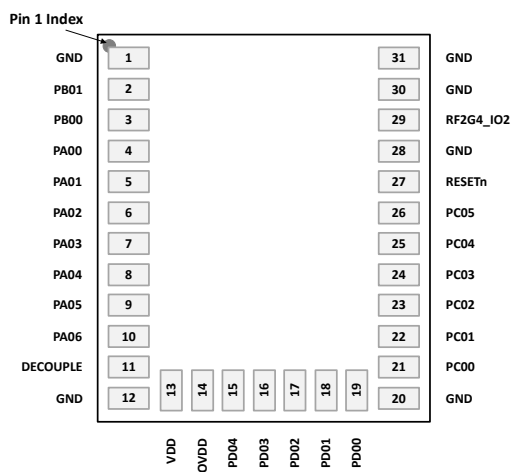 Pin 1 Index
GND 1 31 GND
PB01 2 30 GND
PB00 3 29 RF2G4_IO2
PA00 4 28 GND
PA01 5 27 RESETn
PA02 6 26 PC05
PA03 7 25 PC04
PA04 8 24 PC03
PA05 9 23 PC02
PA06 10 22 PC01
DECOUPLE 11 21 PC00
GND 12 13 14 15 16 17 18 19 20 GND
VDD IOVDD PD04 PD03 PD02 PD01 PD00